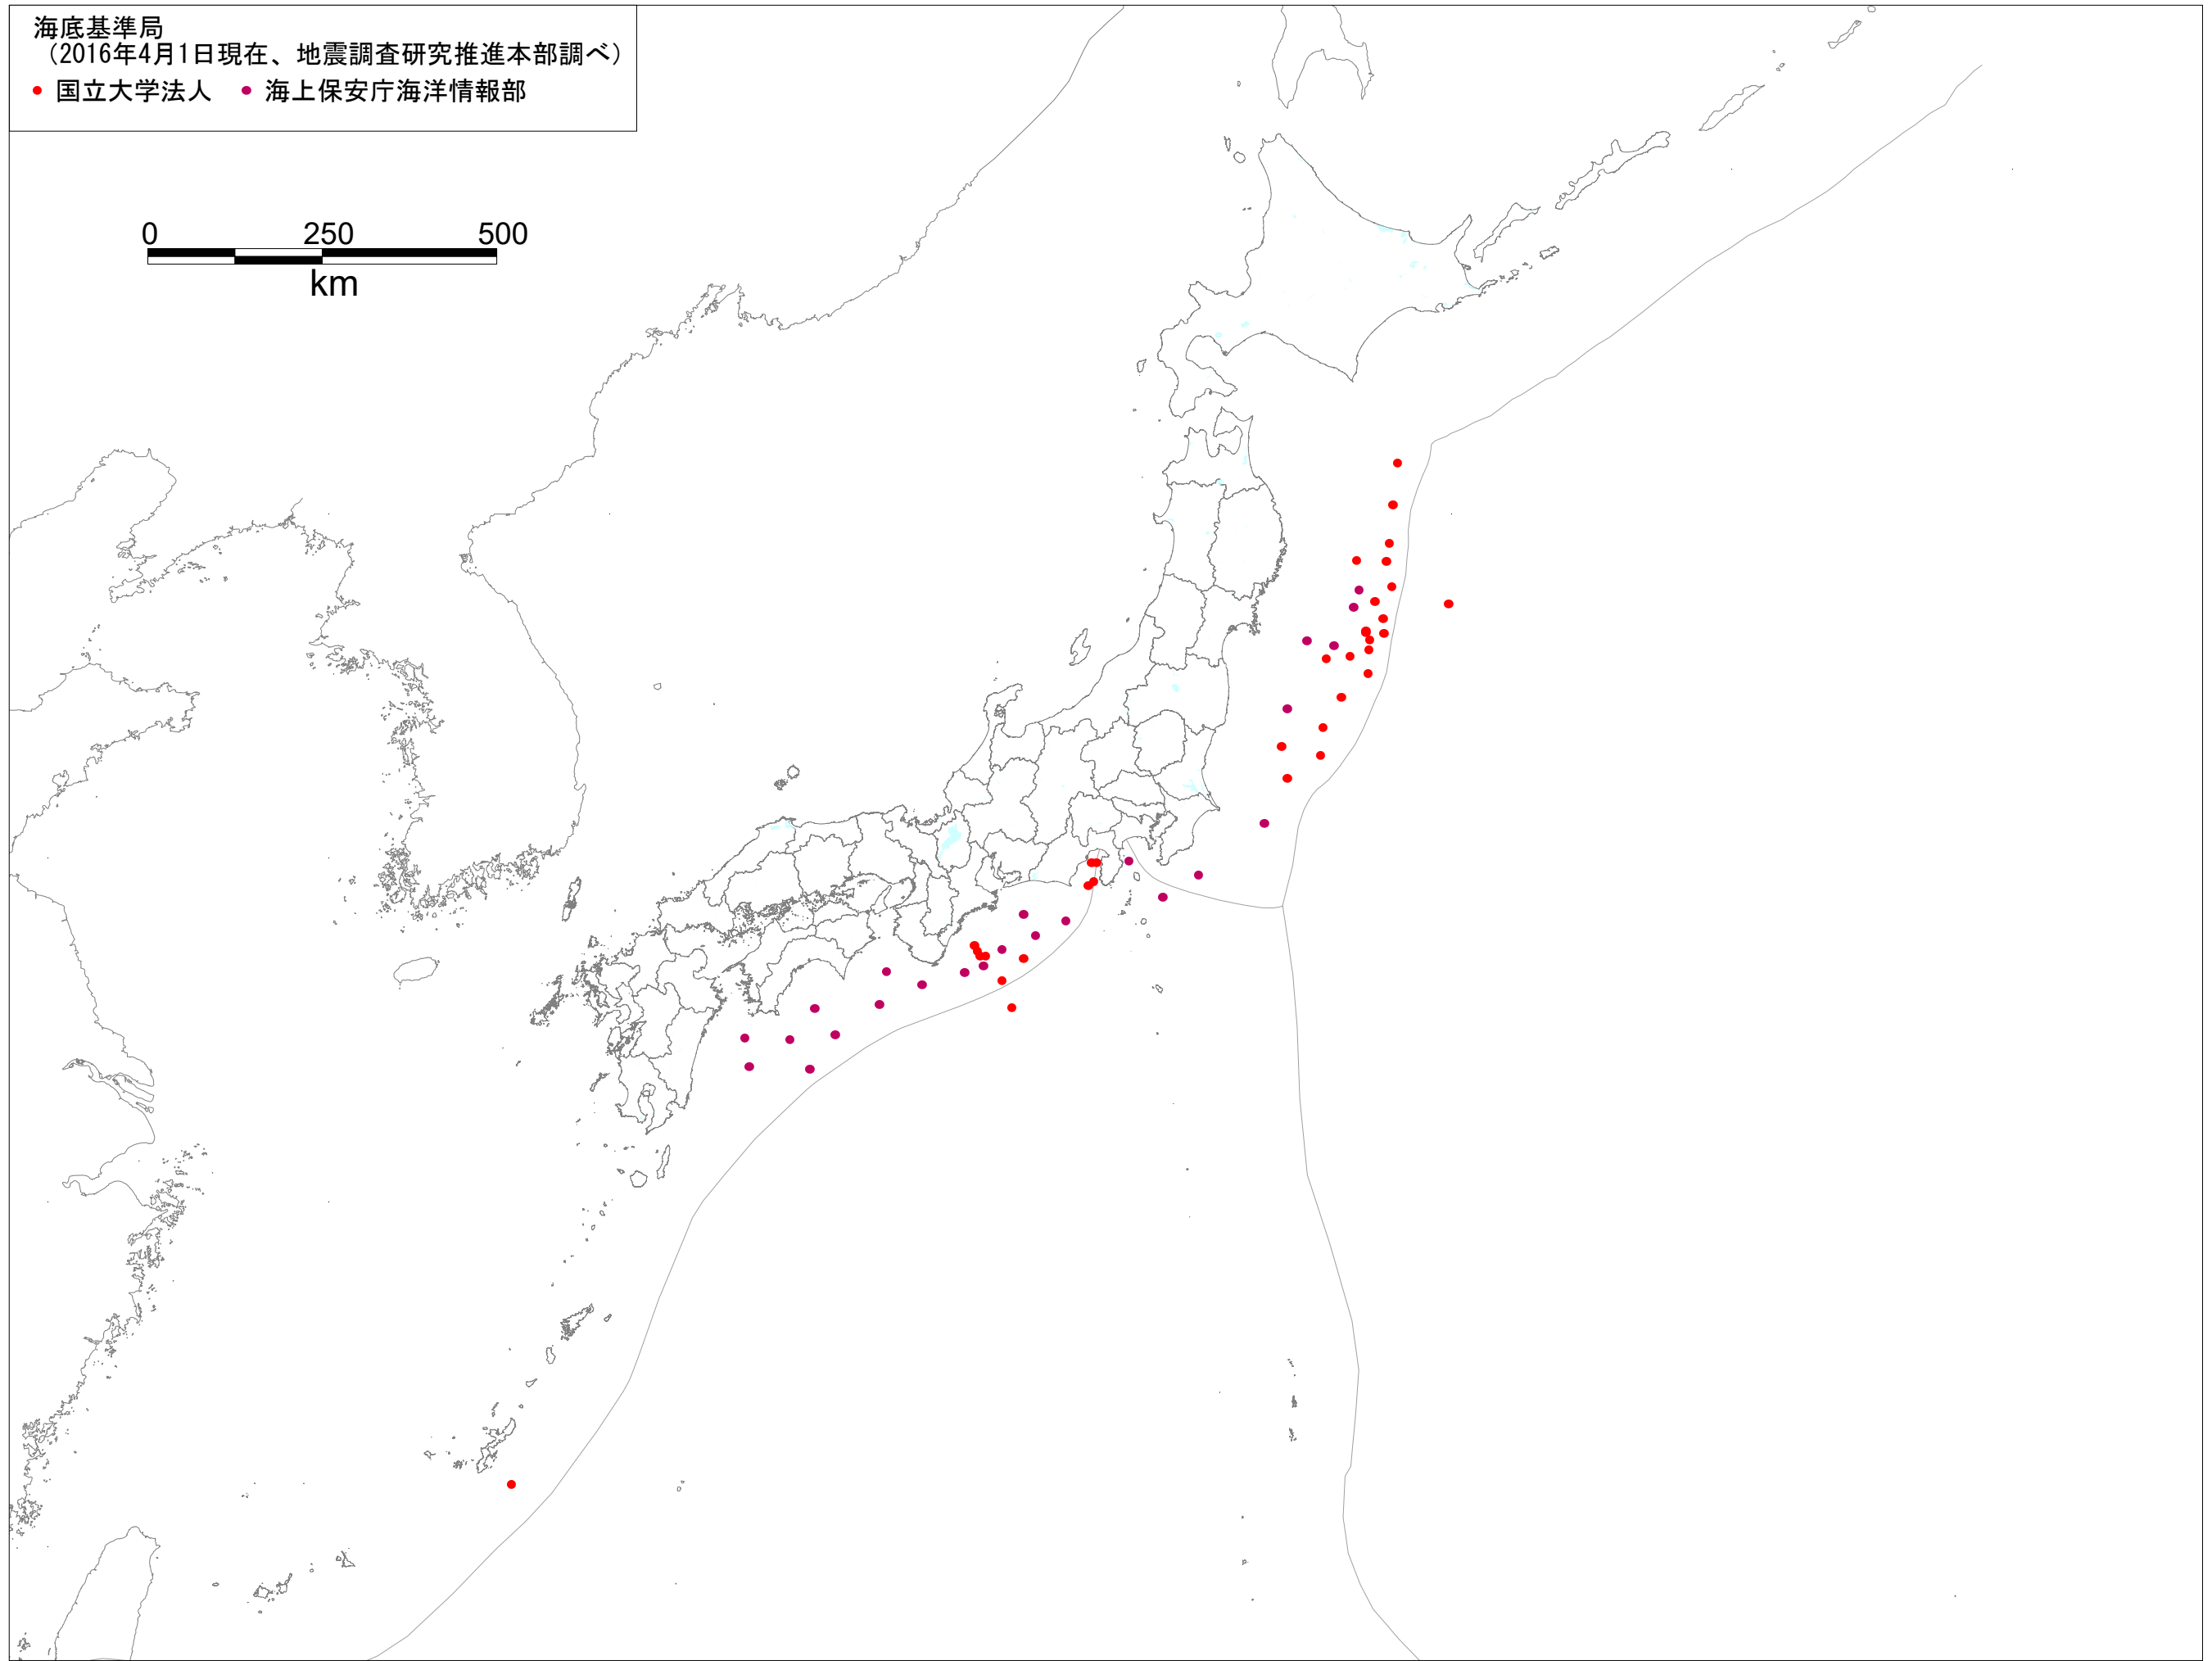 海底基準局
（2016年4月1日現在、地震調査研究推進本部調べ）
国立大学法人 海上保安庁海洋情報部
0 250 500
km